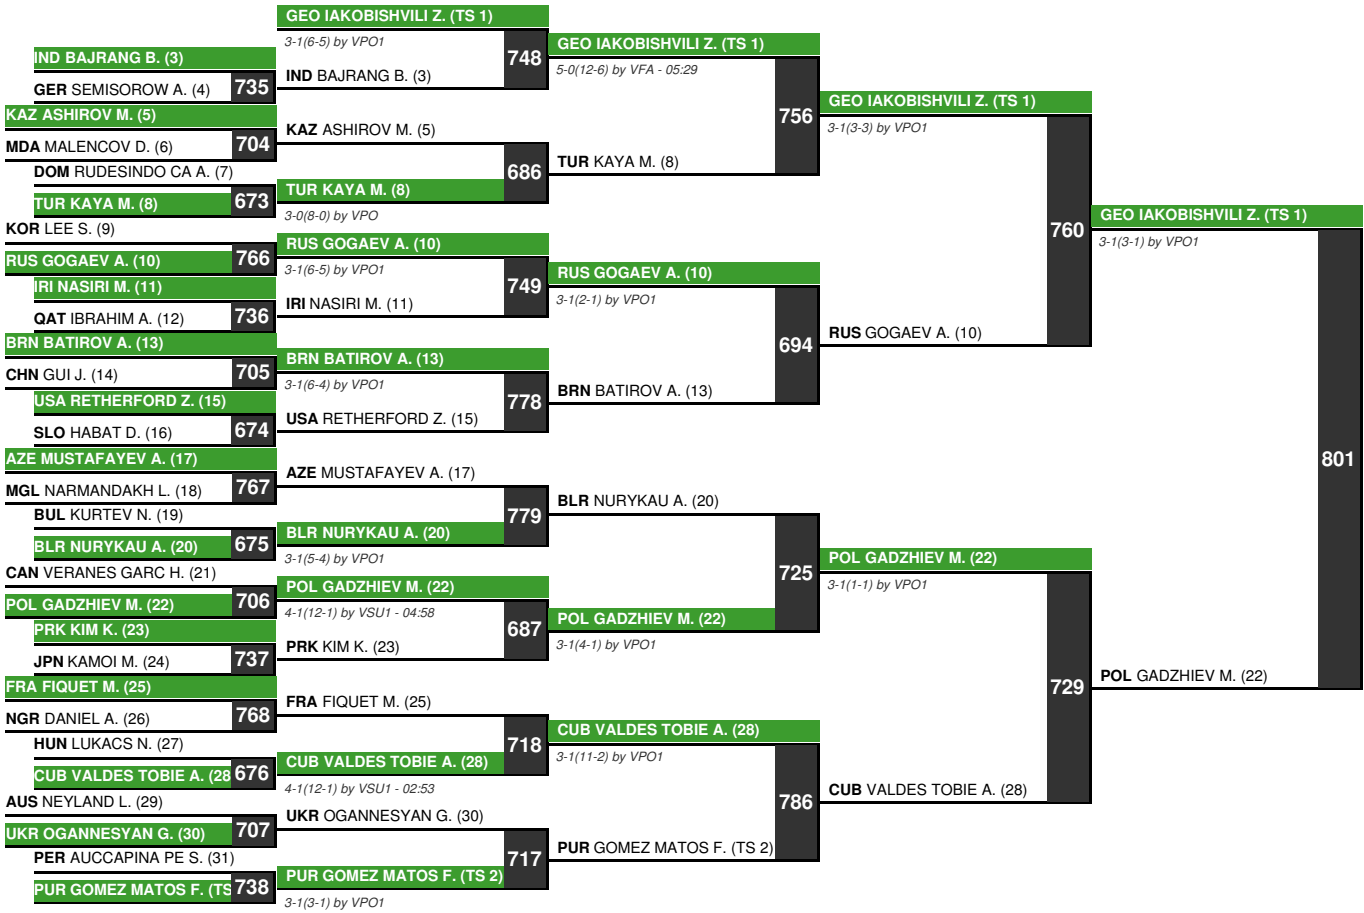 IND BAJRANG B. (3)
GER SEMISOROW A. (4)
735
KAZ ASHIROV M. (5)
MDA MALENCOV D. (6)
704
DOM RUDESINDO CA A. (7)
TUR KAYA M. (8)
673
KOR LEE S. (9)
RUS GOGAEV A. (10)
766
IRI NASIRI M. (11)
QAT IBRAHIM A. (12)
736
BRN BATIROV A. (13)
CHN GUI J. (14)
705
USA RETHERFORD Z. (15)
SLO HABAT D. (16)
674
AZE MUSTAFAYEV A. (17)
MGL NARMANDAKH L. (18)
767
BUL KURTEV N. (19)
BLR NURYKAU A. (20)
675
CAN VERANES GARC H. (21)
POL GADZHIEV M. (22)
706
PRK KIM K. (23)
JPN KAMOI M. (24)
737
FRA FIQUET M. (25)
NGR DANIEL A. (26)
768
HUN LUKACS N. (27)
CUB VALDES TOBIE A. (28
676
AUS NEYLAND L. (29)
UKR OGANNESYAN G. (30)
707
PER AUCCAPINA PE S. (31)
PUR GOMEZ MATOS F. (TS
738
GEO IAKOBISHVILI Z. (TS 1)
3-1(6-5) by VPO1
IND BAJRANG B. (3)
748
KAZ ASHIROV M. (5)
TUR KAYA M. (8)
3-0(8-0) by VPO
686
RUS GOGAEV A. (10)
3-1(6-5) by VPO1
IRI NASIRI M. (11)
749
BRN BATIROV A. (13)
3-1(6-4) by VPO1
USA RETHERFORD Z. (15)
778
AZE MUSTAFAYEV A. (17)
BLR NURYKAU A. (20)
3-1(5-4) by VPO1
779
POL GADZHIEV M. (22)
4-1(12-1) by VSU1 - 04:58
PRK KIM K. (23)
687
FRA FIQUET M. (25)
CUB VALDES TOBIE A. (28)
4-1(12-1) by VSU1 - 02:53
718
UKR OGANNESYAN G. (30)
PUR GOMEZ MATOS F. (TS 2)
3-1(3-1) by VPO1
717
GEO IAKOBISHVILI Z. (TS 1)
5-0(12-6) by VFA - 05:29
TUR KAYA M. (8)
756
RUS GOGAEV A. (10)
3-1(2-1) by VPO1
BRN BATIROV A. (13)
694
BLR NURYKAU A. (20)
POL GADZHIEV M. (22)
3-1(4-1) by VPO1
725
CUB VALDES TOBIE A. (28)
3-1(11-2) by VPO1
PUR GOMEZ MATOS F. (TS 2)
786
GEO IAKOBISHVILI Z. (TS 1)
3-1(3-3) by VPO1
RUS GOGAEV A. (10)
760
POL GADZHIEV M. (22)
3-1(1-1) by VPO1
CUB VALDES TOBIE A. (28)
729
GEO IAKOBISHVILI Z. (TS 1)
3-1(3-1) by VPO1
POL GADZHIEV M. (22)
801